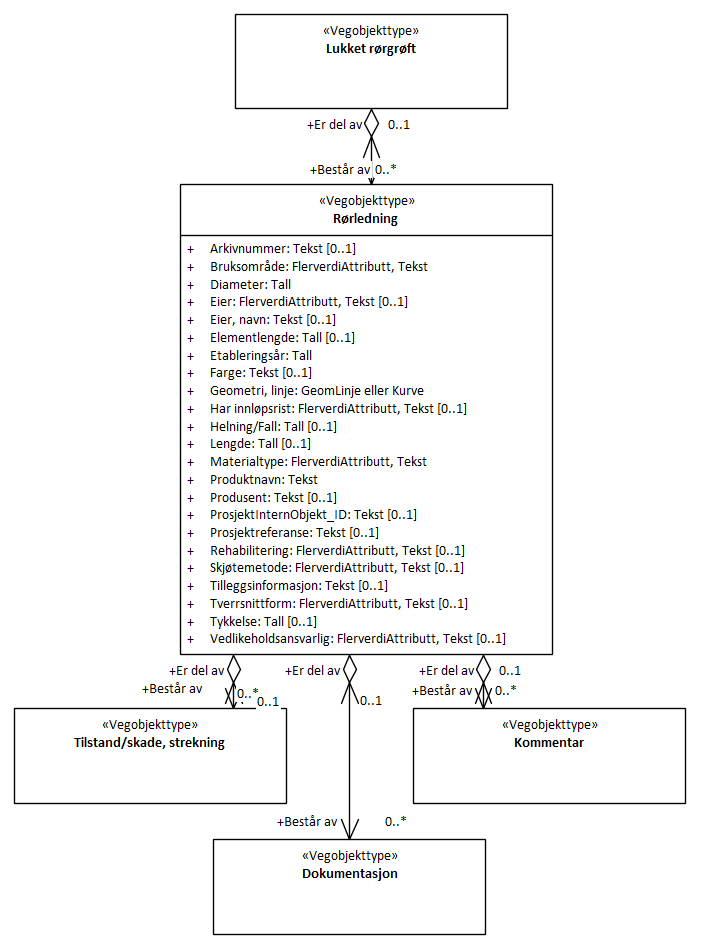 «Vegobjekttype»
Lukket rørgrøft
+Er del av 0..1
+Består av 0..*
«Vegobjekttype»
Rørledning
+ Arkivnummer: Tekst [0..1]
+ Bruksområde: FlerverdiAttributt, Tekst
+ Diameter: Tall
+ Eier: FlerverdiAttributt, Tekst [0..1]
+ Eier, navn: Tekst [0..1]
+ Elementlengde: Tall [0..1]
+ Etableringsår: Tall
+ Farge: Tekst [0..1]
+ Geometri, linje: GeomLinje eller Kurve
+ Har innløpsrist: FlerverdiAttributt, Tekst [0..1]
+ Helning/Fall: Tall [0..1]
+ Lengde: Tall [0..1]
+ Materialtype: FlerverdiAttributt, Tekst
+ Produktnavn: Tekst
+ Produsent: Tekst [0..1]
+ ProsjektInternObjekt_ID: Tekst [0..1]
+ Prosjektreferanse: Tekst [0..1]
+ Rehabilitering: FlerverdiAttributt, Tekst [0..1]
+ Skjøtemetode: FlerverdiAttributt, Tekst [0..1]
+ Tilleggsinformasjon: Tekst [0..1]
+ Tverrsnittform: FlerverdiAttributt, Tekst [0..1]
+ Tykkelse: Tall [0..1]
+ Vedlikeholdsansvarlig: FlerverdiAttributt, Tekst [0..1]
+Er del av +Er del av +Er del av 0..1
+Består av 0..* 0..1 0..1 +Består av 0..*
«Vegobjekttype»
Tilstand/skade, strekning
«Vegobjekttype»
Kommentar
+Består av 0..*
«Vegobjekttype»
Dokumentasjon